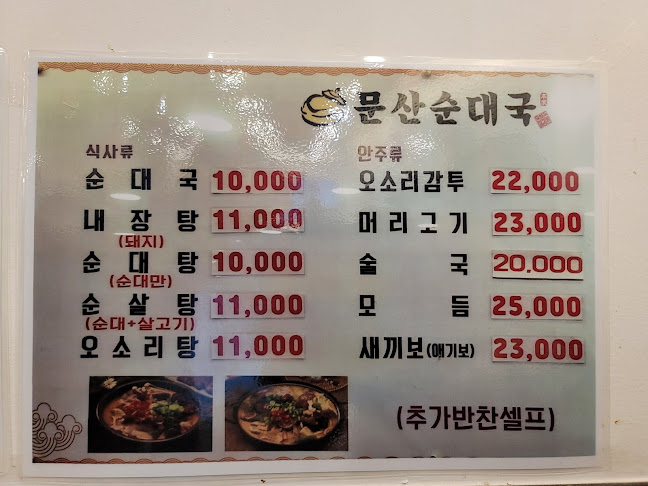 문산순대국
식사류
순대국 10,000
내장탕 11,000
(돼지)
순대탕 10,000
(순대만)
순살탕 11,000
(순대+살고기)
오소리탕 11,000
안주류
오소리감투 22,000
머리고기 23,000
술국 20,000
모듬 25,000
새끼보(애기보) 23,000
(추가반찬셀프)